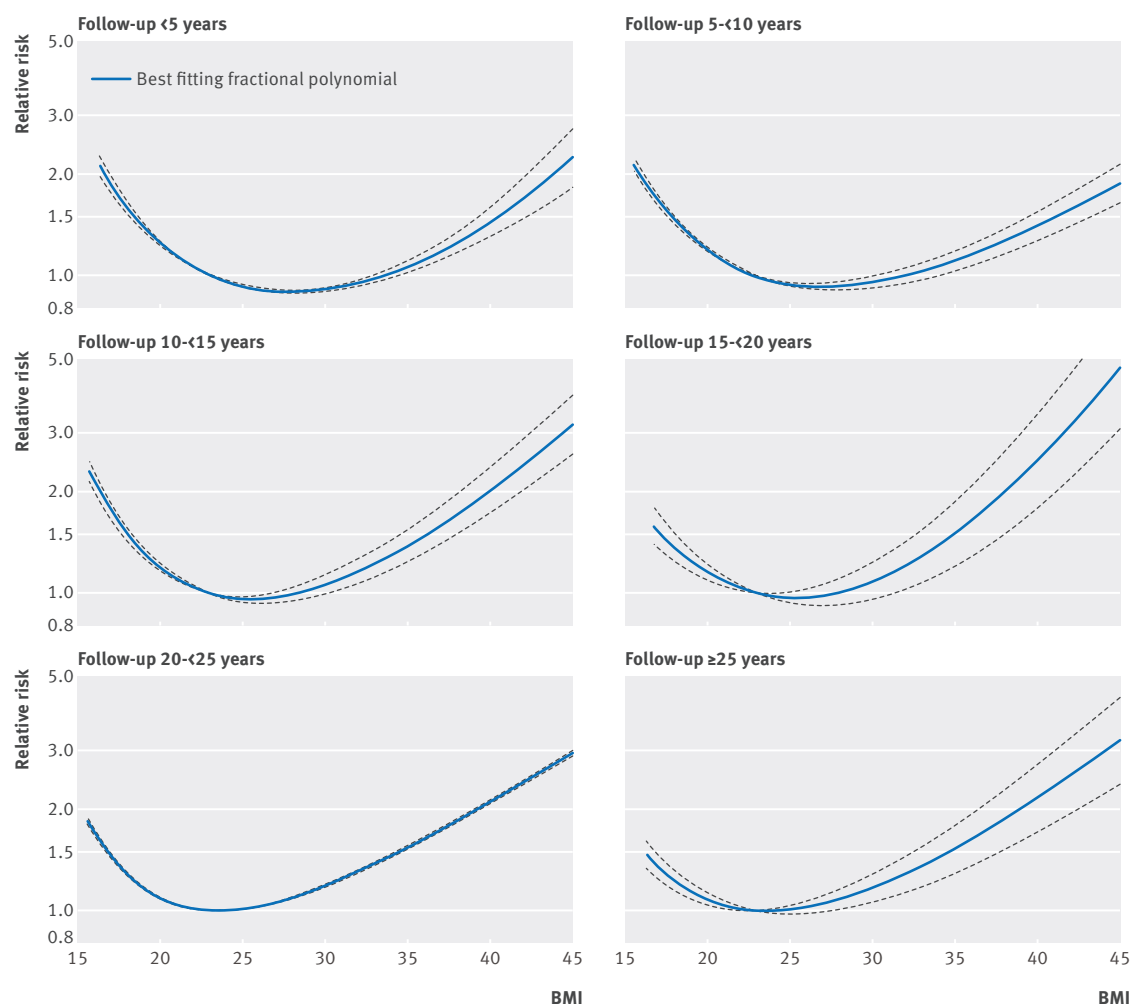 Follow-up <5 years
Follow-up 5-<10 years
Relative risk
5.0
3.0
2.0
1.5
1.0
0.8
Best fitting fractional polynomial
Follow-up 10-<15 years
Follow-up 15-<20 years
Relative risk
5.0
3.0
2.0
1.5
1.0
0.8
Follow-up 20-<25 years
Follow-up ≥25 years
Relative risk
5.0
3.0
2.0
1.5
1.0
0.8
15 20 25 30 35 40 45
15 20 25 30 35 40 45
BMI
BMI